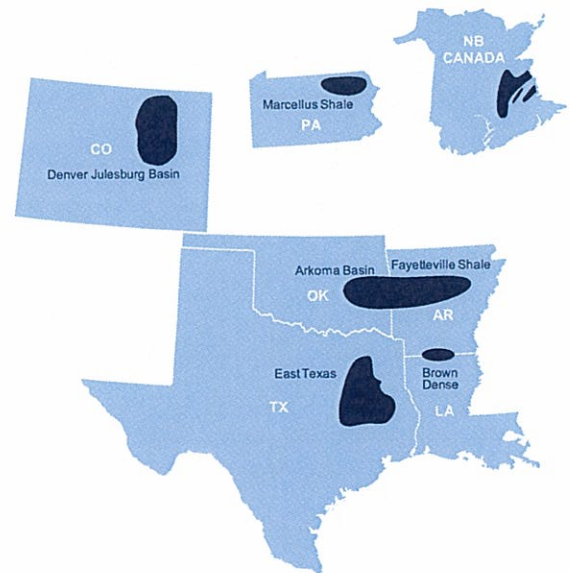 NB
CANADA
Marcellus Shale
PA
CO
Denver Julesburg Basin
Arkoma Basin
Fayetteville Shale
OK
AR
East Texas
Brown
Dense
TX
LA